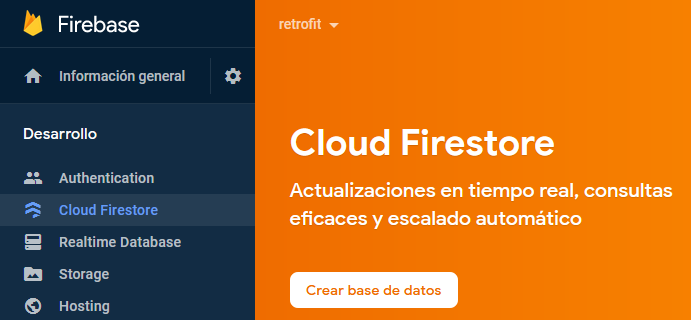 Firebase
Información general
Desarrollo
Authentication
Cloud Firestore
Realtime Database
Storage
Hosting
retrofit
Cloud Firestore
Actualizaciones en tiempo real, consultas
eficaces y escalado automático
Crear base de datos